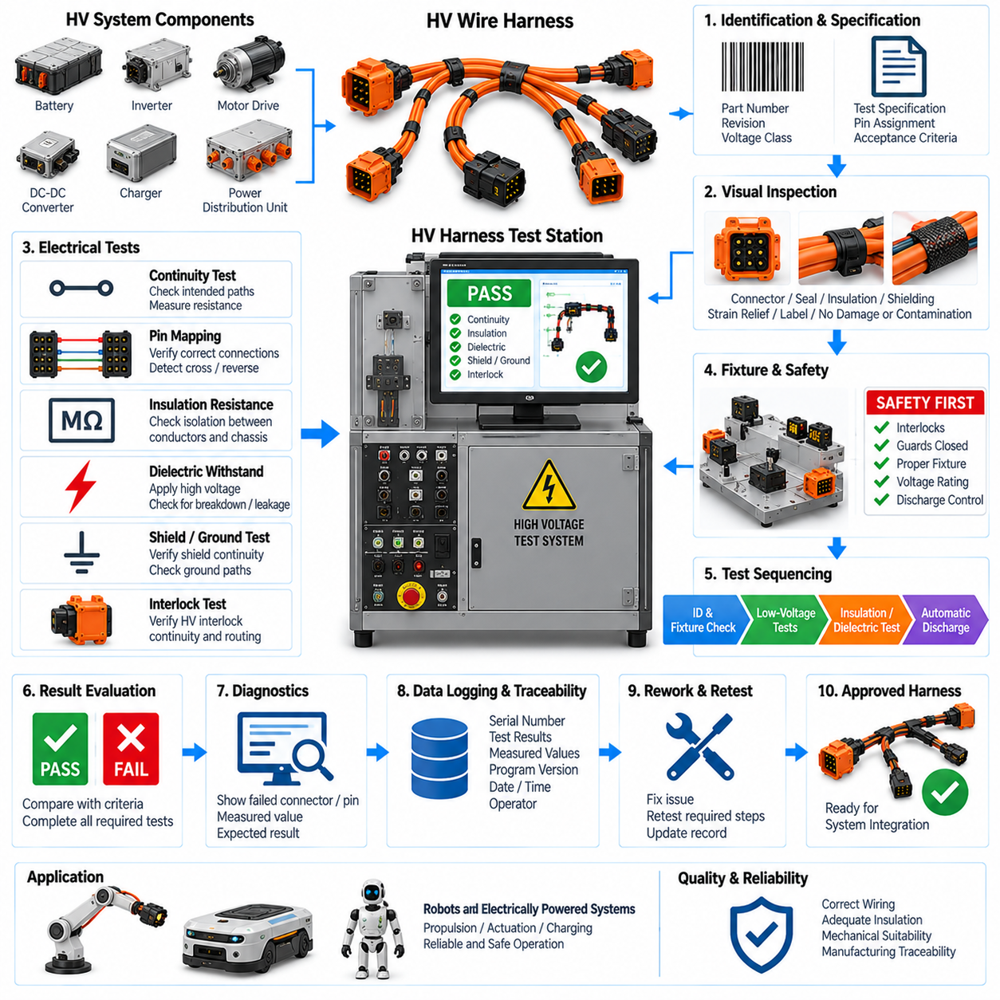 HV System Components
Battery
Inverter
Motor Drive
DC-DC
Converter
Charger
Power
Distribution Unit
HV Wire Harness
1. Identification & Specification
Part Number
Revision
Voltage Class
Test Specification
Pin Assignment
Acceptance Criteria
2. Visual Inspection
Connector / Seal / Insulation / Shielding
Strain Relief / Label / No Damage or Contamination
3. Electrical Tests
Continuity Test
Check intended paths
Measure resistance
Pin Mapping
Verify correct connections
Detect cross / reverse
MΩ
Insulation Resistance
Check isolation between
conductors and chassis
Dielectric Withstand
Apply high voltage
Check for breakdown / leakage
Shield / Ground Test
Verify shield continuity
Check ground paths
Interlock Test
Verify HV interlock
continuity and routing
HV Harness Test Station
PASS
Continuity
Insulation
Dielectric
Shield / Ground
Interlock
HIGH VOLTAGE
TEST SYSTEM
4. Fixture & Safety
SAFETY FIRST
Interlocks
Guards Closed
Proper Fixture
Voltage Rating
Discharge Control
5. Test Sequencing
ID &
Fixture Check
Low-Voltage
Tests
Insulation /
Dielectric Test
Automatic
Discharge
6. Result Evaluation
PASS
FAIL
Compare with criteria
Complete all required tests
7. Diagnostics
Show failed connector / pin
Measured value
Expected result
8. Data Logging & Traceability
Serial Number
Test Results
Measured Values
Program Version
Date / Time
Operator
9. Rework & Retest
Fix issue
Retest required steps
Update record
10. Approved Harness
Ready for
System Integration
Application
Robots and Electrically Powered Systems
Propulsion / Actuation / Charging
Reliable and Safe Operation
Quality & Reliability
Correct Wiring
Adequate Insulation
Mechanical Suitability
Manufacturing Traceability